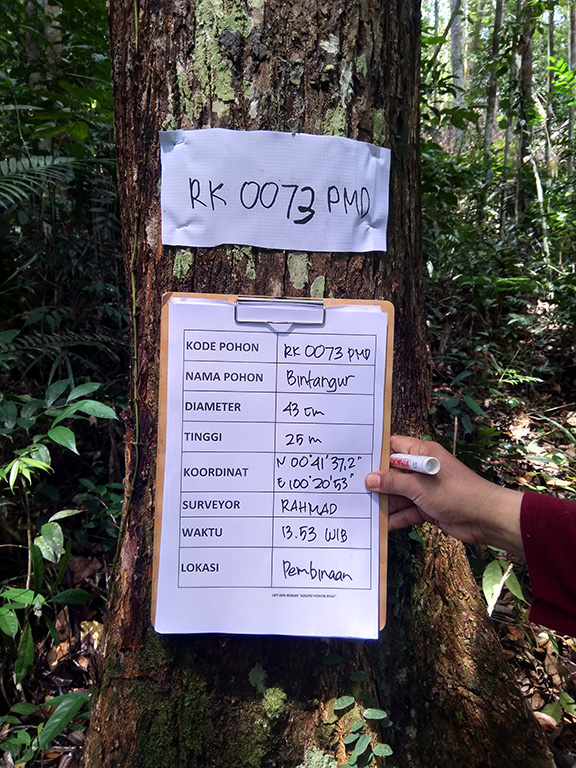 RK 0073 PMD
KODE POHON RK 0073 PMD
NAMA POHON Bintangur
DIAMETER 43 cm
TINGGI 25 m
KOORDINAT N 00°41'37,2"
E 100°20'53"
SURVEYOR RAHMAD
WAKTU 13.53 WIB
LOKASI Pembinaan